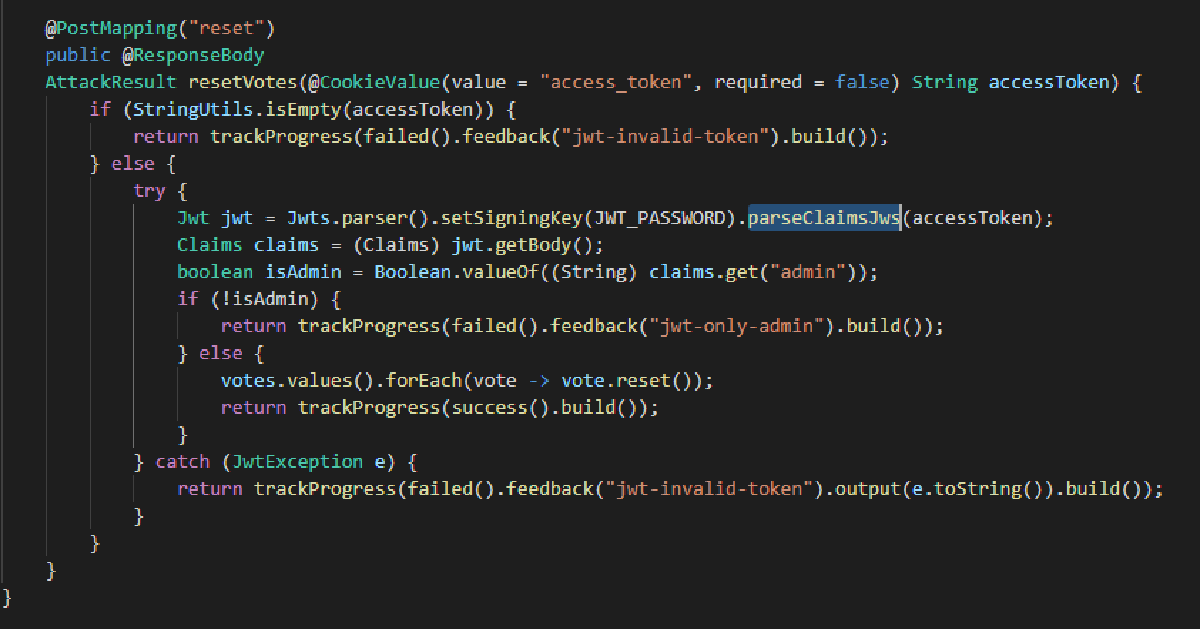 @PostMapping("reset")
public @ResponseBody
AttackResult resetVotes(@CookieValue(value = "access_token", required = false) String accessToken) {
if (StringUtils.isEmpty(accessToken)) {
return trackProgress(failed().feedback("jwt-invalid-token").build());
} else {
try {
Jwt jwt = Jwts.parser().setSigningKey(JWT_PASSWORD).parseClaimsJws(accessToken);
Claims claims = (Claims) jwt.getBody();
boolean isAdmin = Boolean.valueOf((String) claims.get("admin"));
if (!isAdmin) {
return trackProgress(failed().feedback("jwt-only-admin").build());
} else {
votes.values().forEach(vote -> vote.reset());
return trackProgress(success().build());
}
} catch (JwtException e) {
return trackProgress(failed().feedback("jwt-invalid-token").output(e.toString()).build());
}
}
}
}